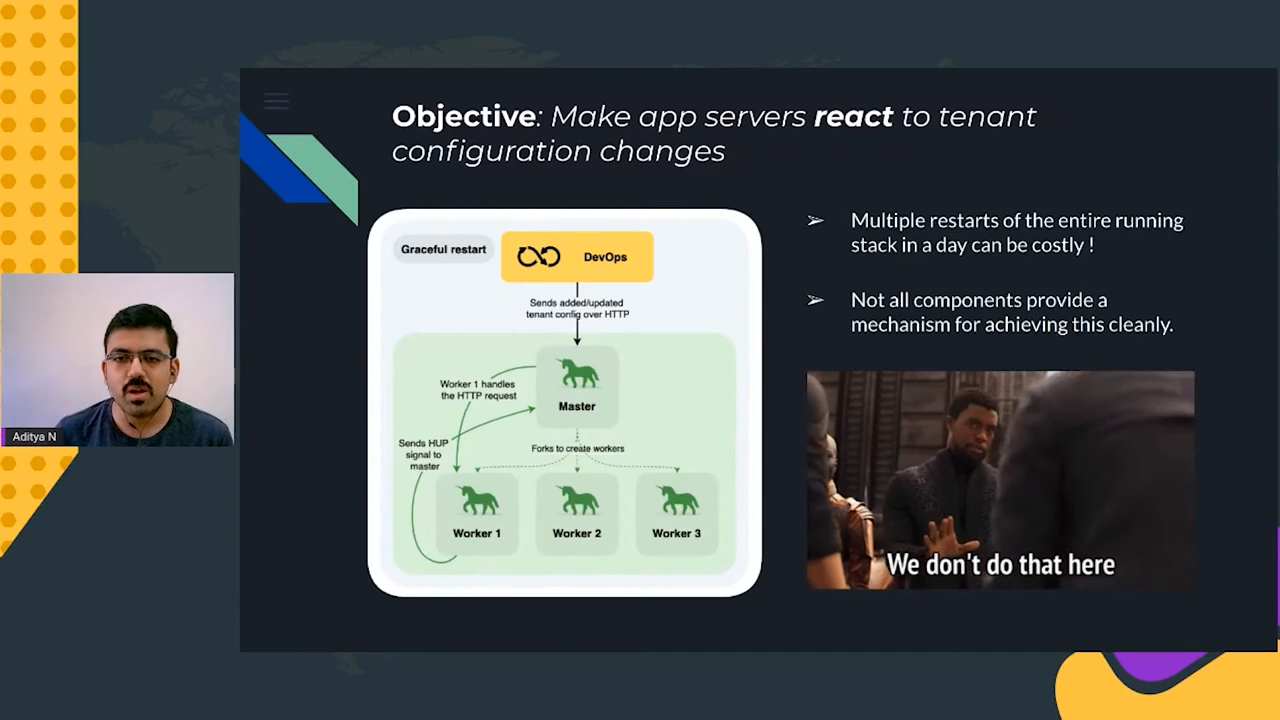 Objective: Make app servers react to tenant
configuration changes
Graceful restart
DevOps
Sends added/updated
tenant config over HTTP
Worker 1 handles
the HTTP request
Master
Sends HUP
signal to
master
Forks to create workers
Worker 1
Worker 2
Worker 3
➢ Multiple restarts of the entire running
stack in a day can be costly !
➢ Not all components provide a
mechanism for achieving this cleanly.
We don't do that here
Aditya N